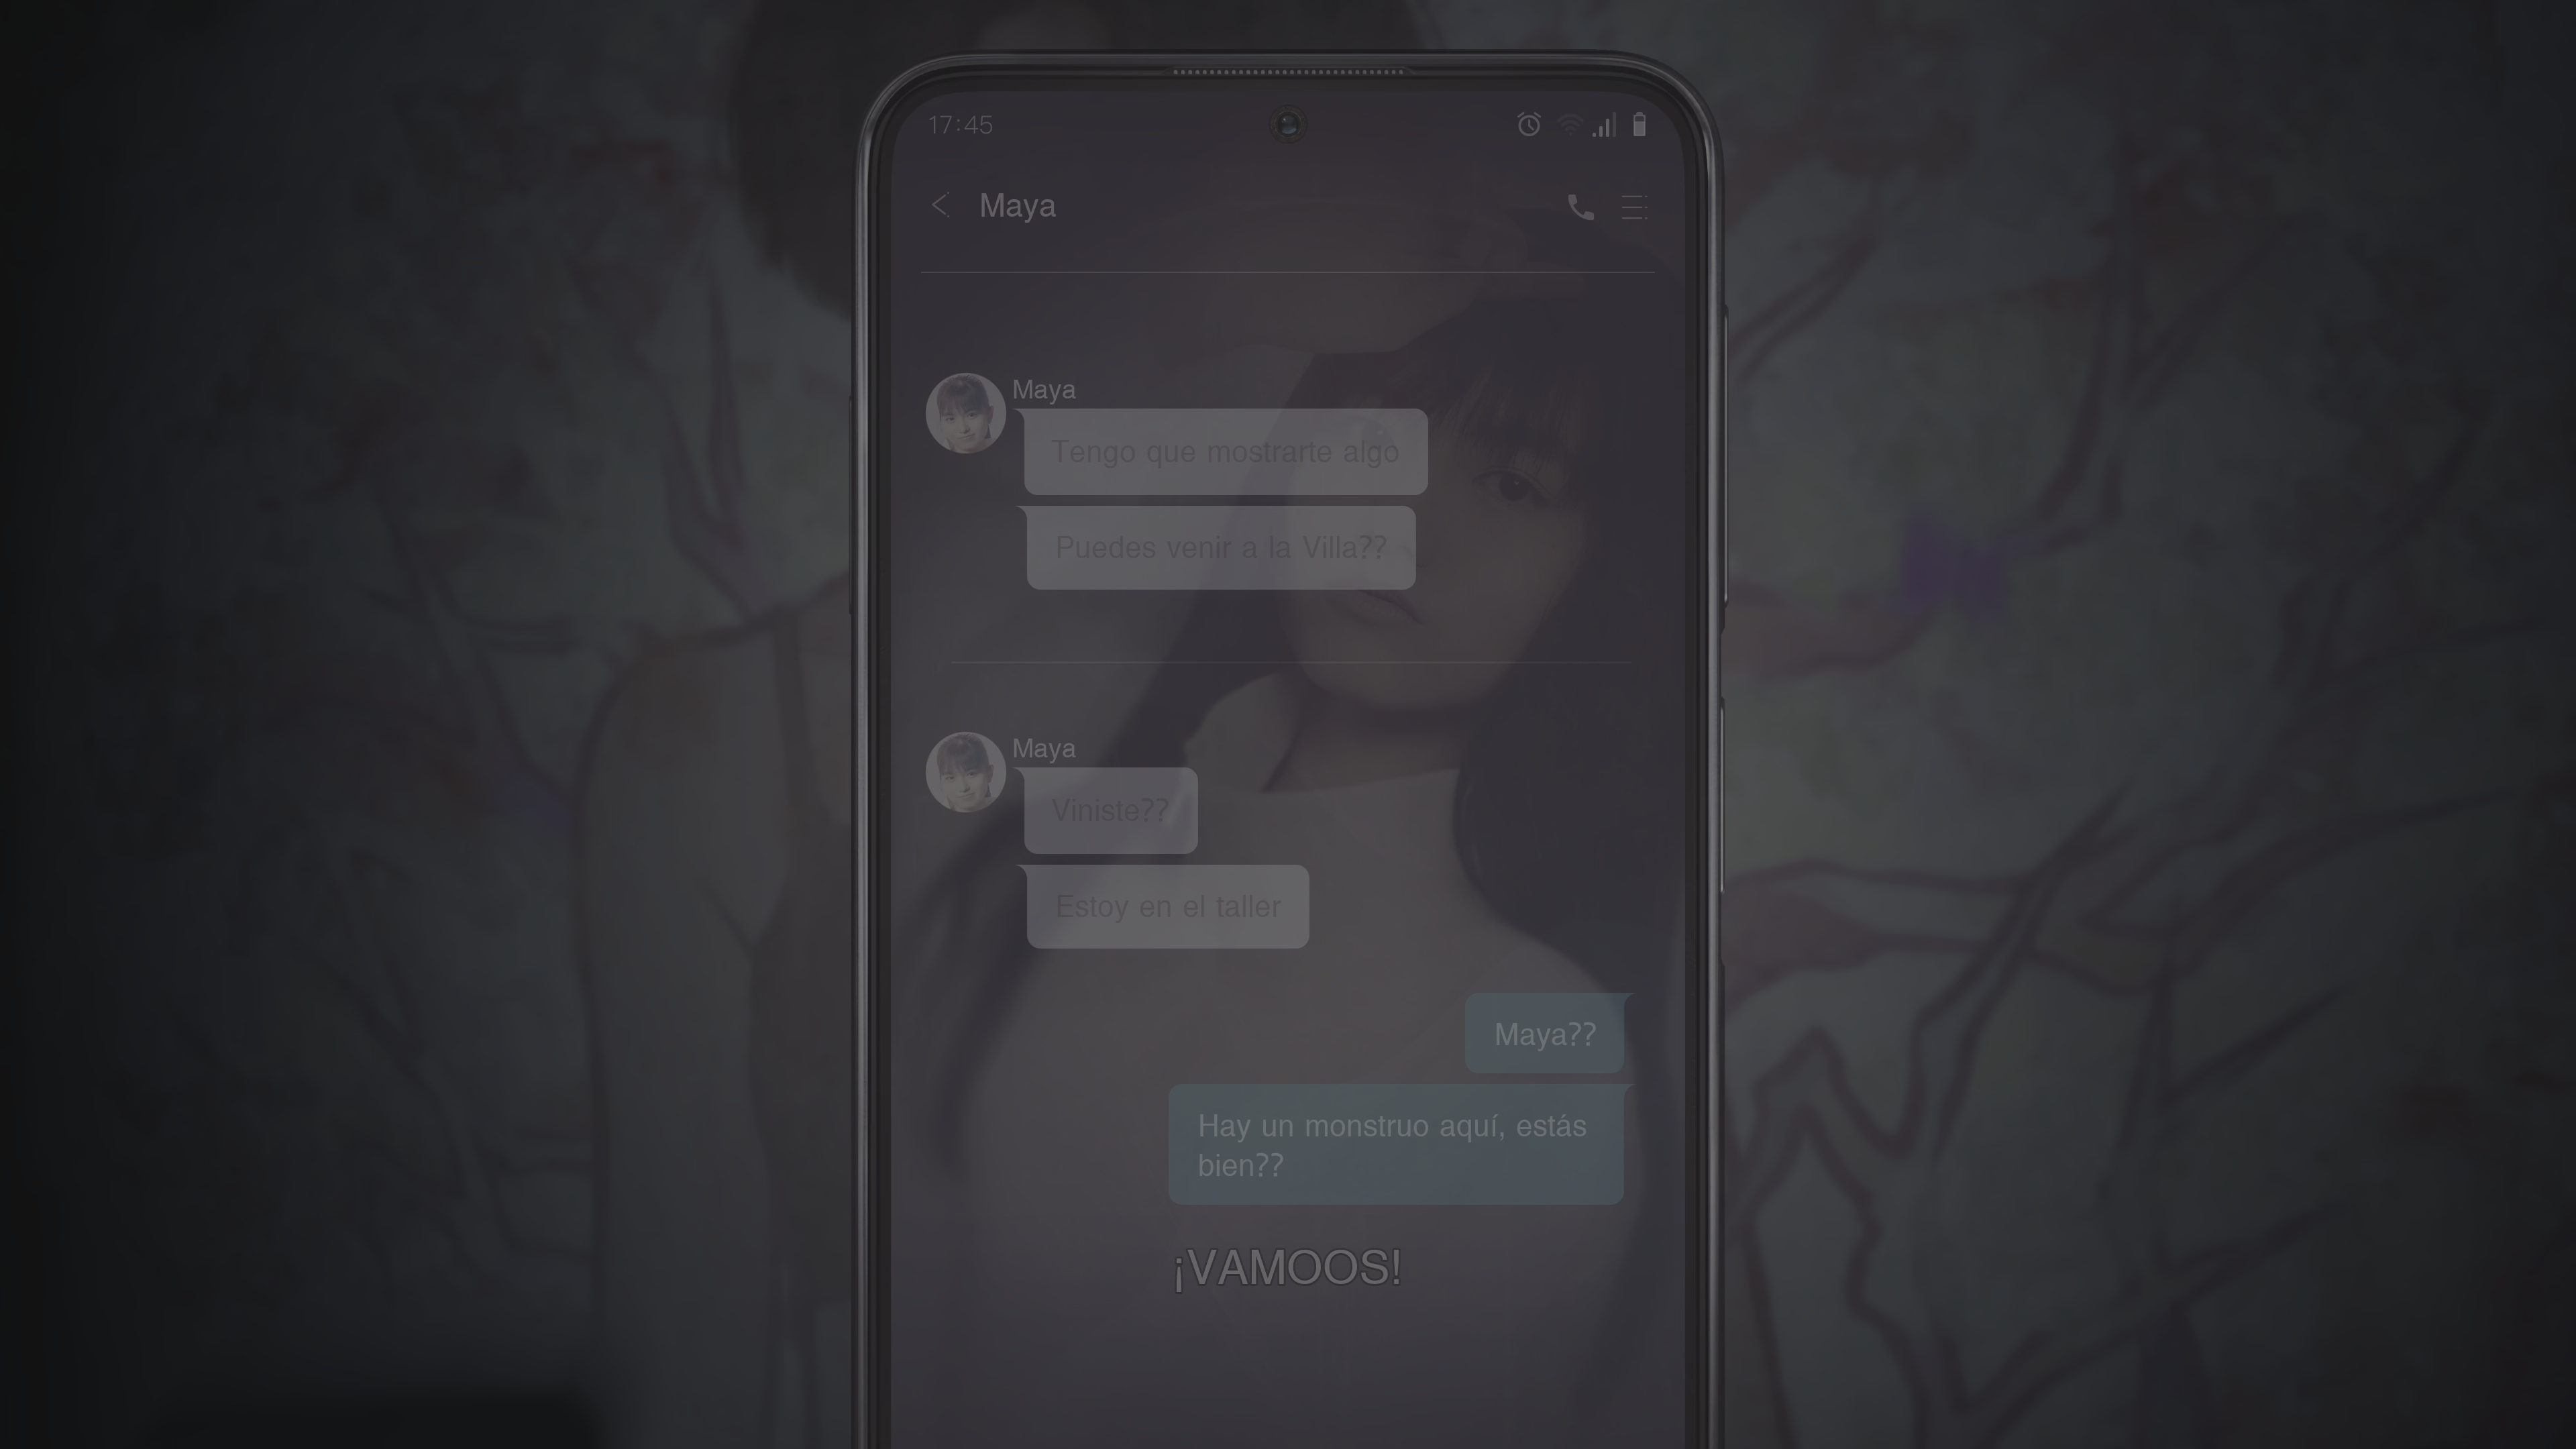 17:45
Maya
Maya
Tengo que mostrarte algo
Puedes venir a la Villa??
Maya
Viniste??
Estoy en el taller
Maya??
Hay un monstruo aquí, estás
bien??
¡VAMOOS!